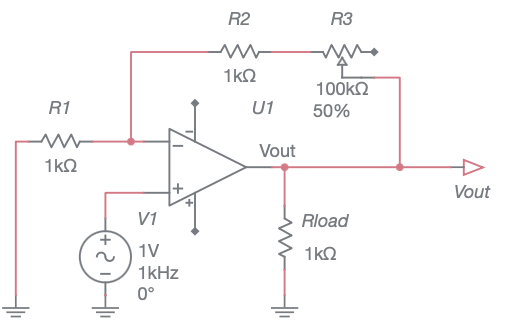 R2
R3
1kΩ
100kΩ
50%
R1
U1
1kΩ
Vout
Vout
V1
Rload
1V
1kHz
0°
1kΩ